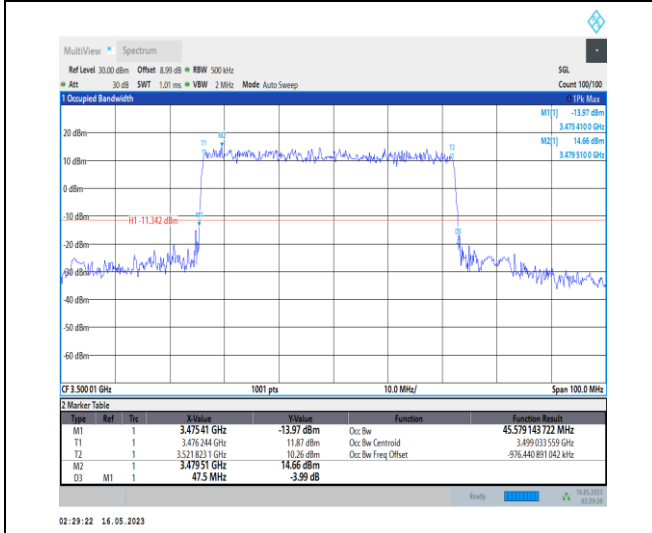 MultiView Spectrum
Ref Level 30.00 dBm Offset 8.99 dB RBW 500 kHz SGL
Att 30 dB SWT 1.01 ms VBW 2 MHz Mode Auto Sweep Count 100/100
1 Occupied Bandwidth 1Pk Max
M1[1] -13.97 dBm
3.475 410 0 GHz
M2[1] 14.66 dBm
3.479 510 0 GHz
20 dBm
T1
M2
T2
10 dBm
0 dBm
-10 dBm
M1
H1 -11.342 dBm
D3
-20 dBm
-30 dBm
-40 dBm
-50 dBm
-60 dBm
CF 3.500 01 GHz 1001 pts 10.0 MHz/ Span 100.0 MHz
2 Marker Table
Type Ref Trc X-Value Y-Value Function Function Result
M1 1 3.475 41 GHz -13.97 dBm Occ Bw 45.579 143 722 MHz
T1 1 3.476 244 GHz 11.87 dBm Occ Bw Centroid 3.499 033 559 GHz
T2 1 3.521 823 1 GHz 10.26 dBm Occ Bw Freq Offset -976.440 891 042 kHz
M2 1 3.479 51 GHz 14.66 dBm
D3 M1 1 47.5 MHz -3.99 dB
Ready 16.05.2023
02:29:20
02:29:22 16.05.2023